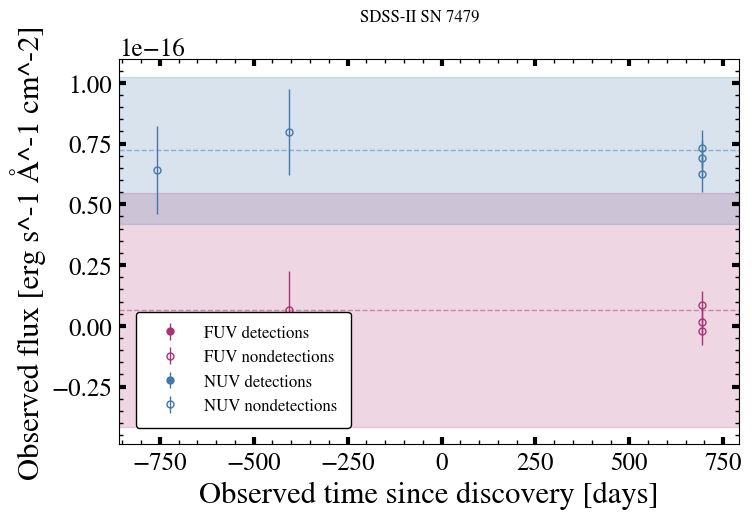 SDSS-II SN 7479
1e−16
Observed flux [erg s^-1 Å^-1 cm^-2]
1.00
0.75
0.50
0.25
0.00
−0.25
FUV detections
FUV nondetections
NUV detections
NUV nondetections
−750 −500 −250 0 250 500 750
Observed time since discovery [days]